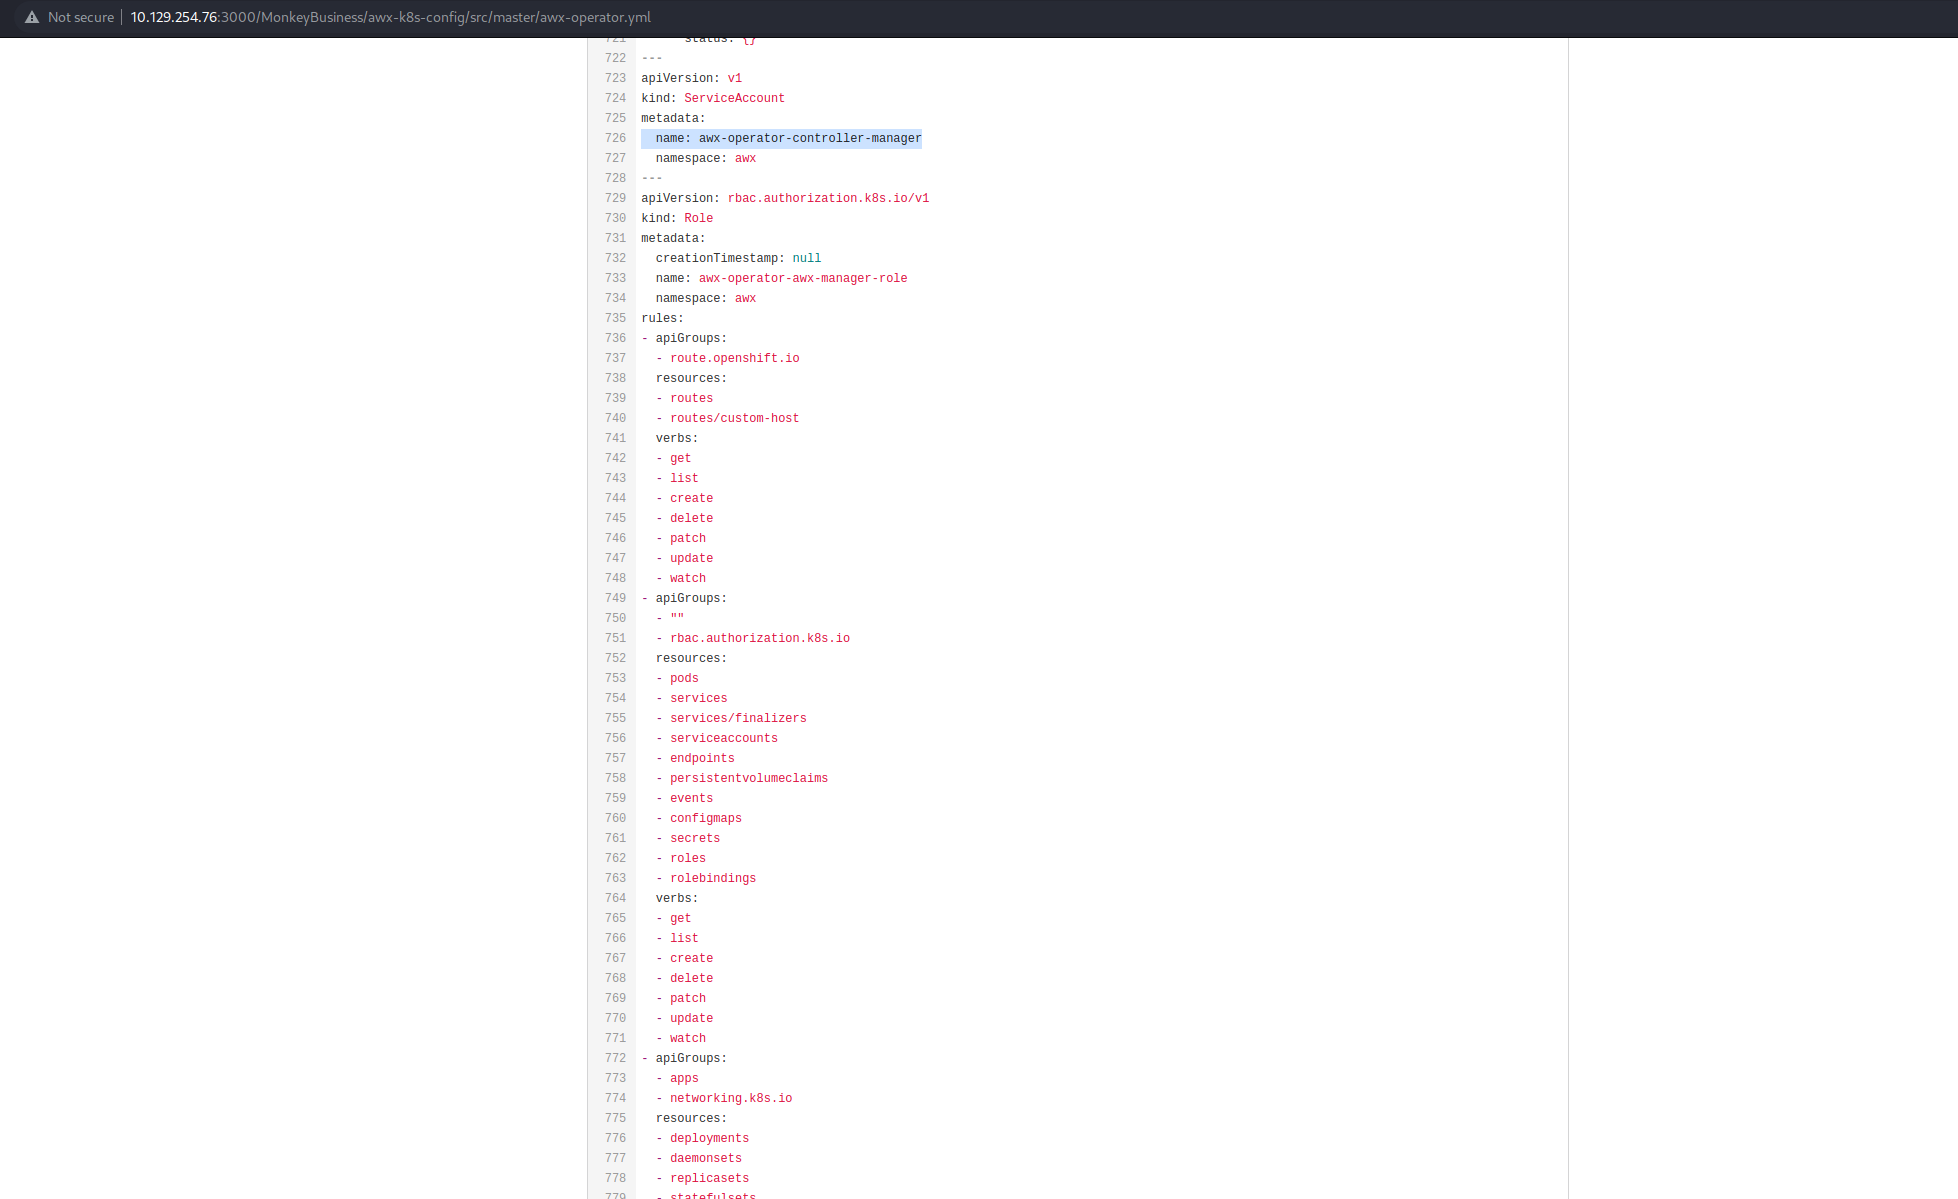 Not secure 10.129.254.76:3000/MonkeyBusiness/awx-k8s-config/src/master/awx-operator.yml
721 status: {}
722 ---
723 apiVersion: v1
724 kind: ServiceAccount
725 metadata:
726 name: awx-operator-controller-manager
727 namespace: awx
728 ---
729 apiVersion: rbac.authorization.k8s.io/v1
730 kind: Role
731 metadata:
732 creationTimestamp: null
733 name: awx-operator-awx-manager-role
734 namespace: awx
735 rules:
736 - apiGroups:
737 - route.openshift.io
738 resources:
739 - routes
740 - routes/custom-host
741 verbs:
742 - get
743 - list
744 - create
745 - delete
746 - patch
747 - update
748 - watch
749 - apiGroups:
750 - ""
751 - rbac.authorization.k8s.io
752 resources:
753 - pods
754 - services
755 - services/finalizers
756 - serviceaccounts
757 - endpoints
758 - persistentvolumeclaims
759 - events
760 - configmaps
761 - secrets
762 - roles
763 - rolebindings
764 verbs:
765 - get
766 - list
767 - create
768 - delete
769 - patch
770 - update
771 - watch
772 - apiGroups:
773 - apps
774 - networking.k8s.io
775 resources:
776 - deployments
777 - daemonsets
778 - replicasets
779 - statefulsets